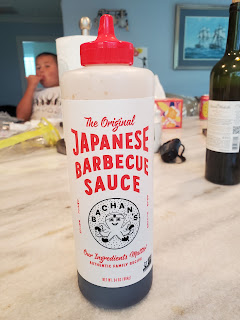 The Original
JAPANESE
BARBECUE
SAUCE
BACHAN'S
Our Ingredients Matter
AUTHENTIC FAMILY RECIPE